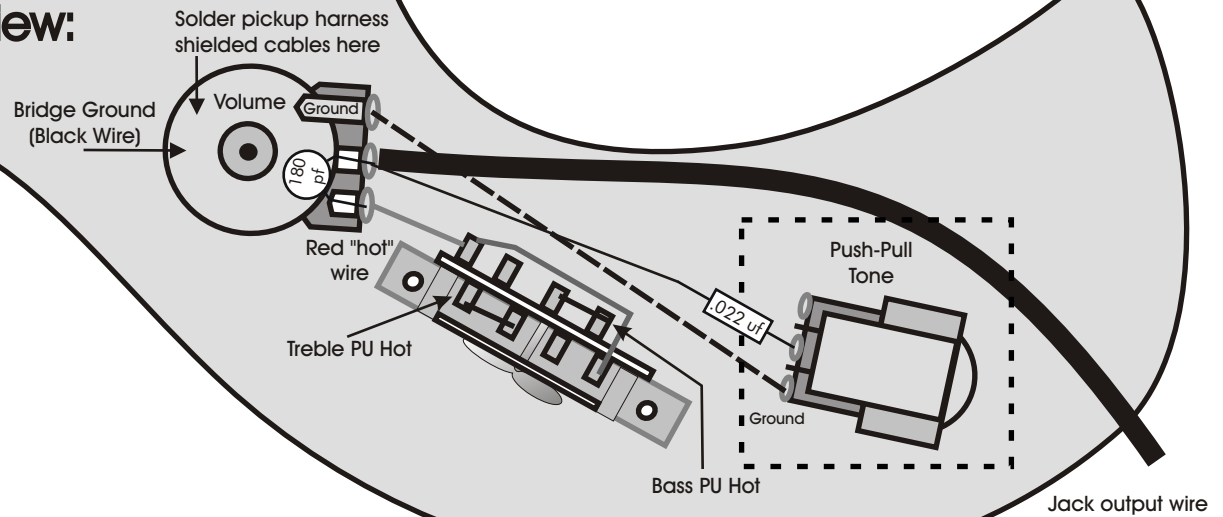 Solder pickup harness
shielded cables here
Bridge Ground
(Black Wire)
Volume
Ground
180
pf
Red "hot"
wire
Treble PU Hot
.022 uf
Push-Pull
Tone
Ground
Bass PU Hot
Jack output wire